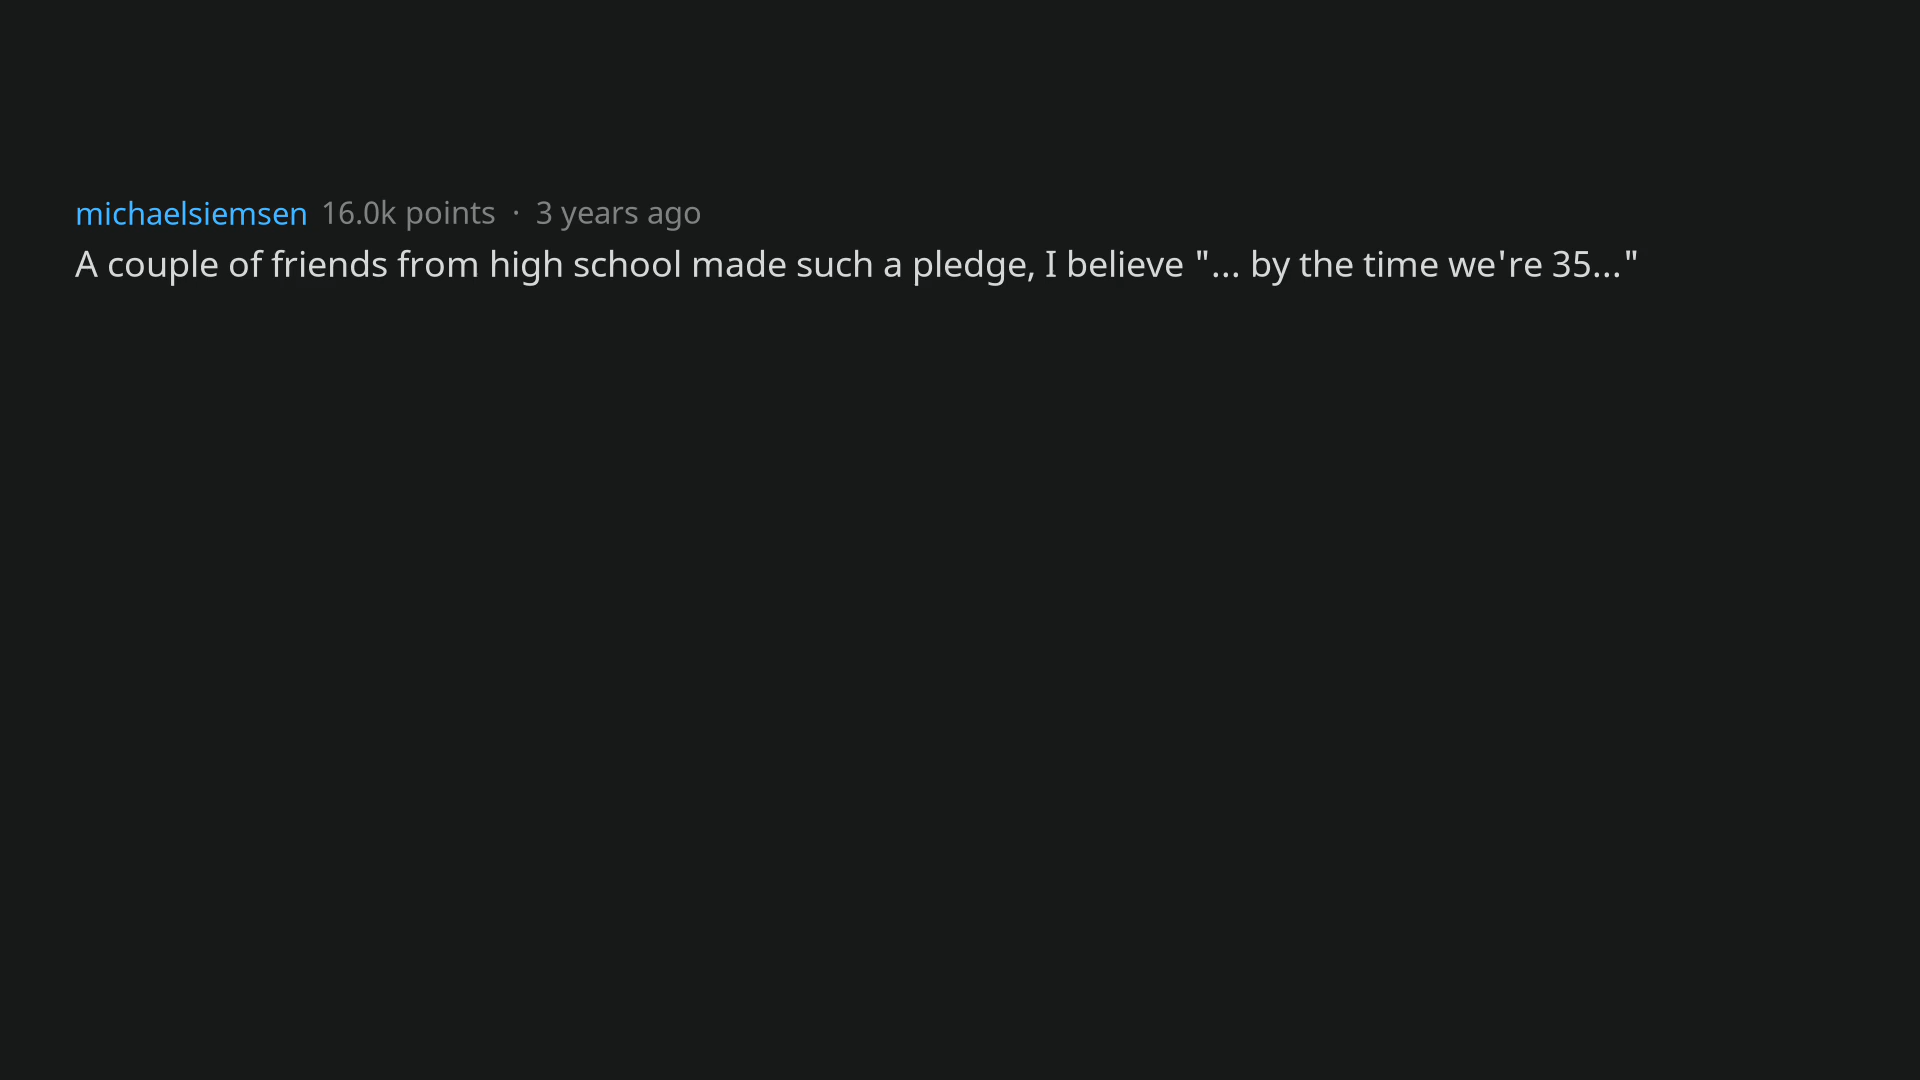 michaelsiemsen 16.0k points · 3 years ago
A couple of friends from high school made such a pledge, I believe "... by the time we're 35..."